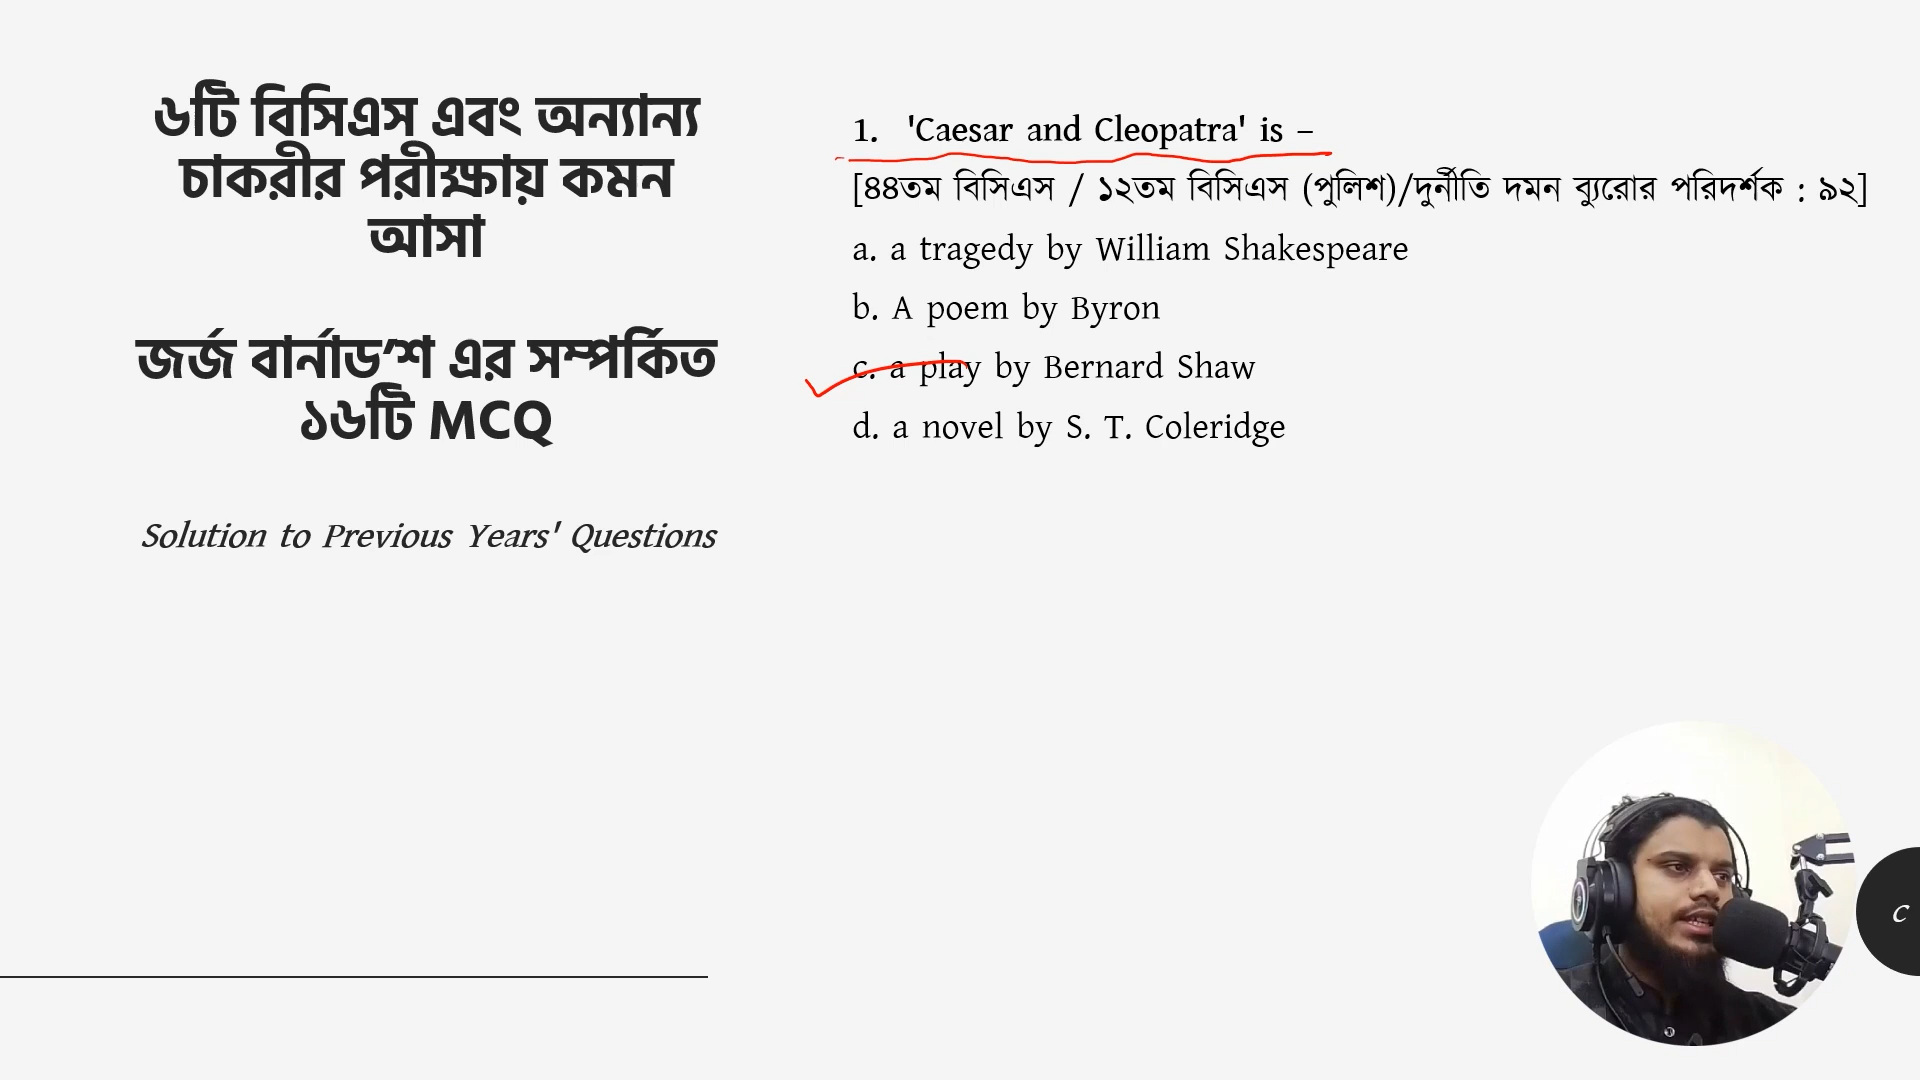 ৬টি বিসিএস এবং অন্যান্য
চাকরীর পরীক্ষায় কমন
আসা
জর্জ বার্নাড’শ এর সম্পর্কিত
১৬টি MCQ
Solution to Previous Years' Questions
1. 'Caesar and Cleopatra' is –
[৪৪তম বিসিএস / ১২তম বিসিএস (পুলিশ)/দুর্নীতি দমন ব্যুরোর পরিদর্শক : ৯২]
a. a tragedy by William Shakespeare
b. A poem by Byron
c. a play by Bernard Shaw
d. a novel by S. T. Coleridge
C